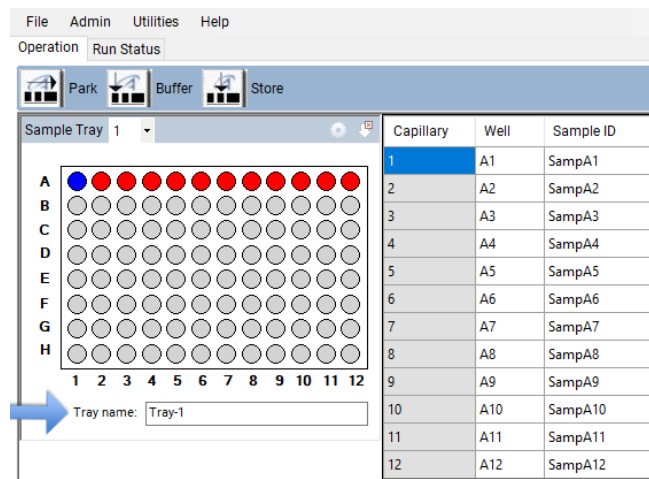 File Admin Utilities Help
Operation Run Status
Park Buffer Store
Sample Tray 1
A
B
C
D
E
F
G
H
1 2 3 4 5 6 7 8 9 10 11 12
Tray name: Tray-1
Capillary Well Sample ID
1 A1 SampA1
2 A2 SampA2
3 A3 SampA3
4 A4 SampA4
5 A5 SampA5
6 A6 SampA6
7 A7 SampA7
8 A8 SampA8
9 A9 SampA9
10 A10 SampA10
11 A11 SampA11
12 A12 SampA12